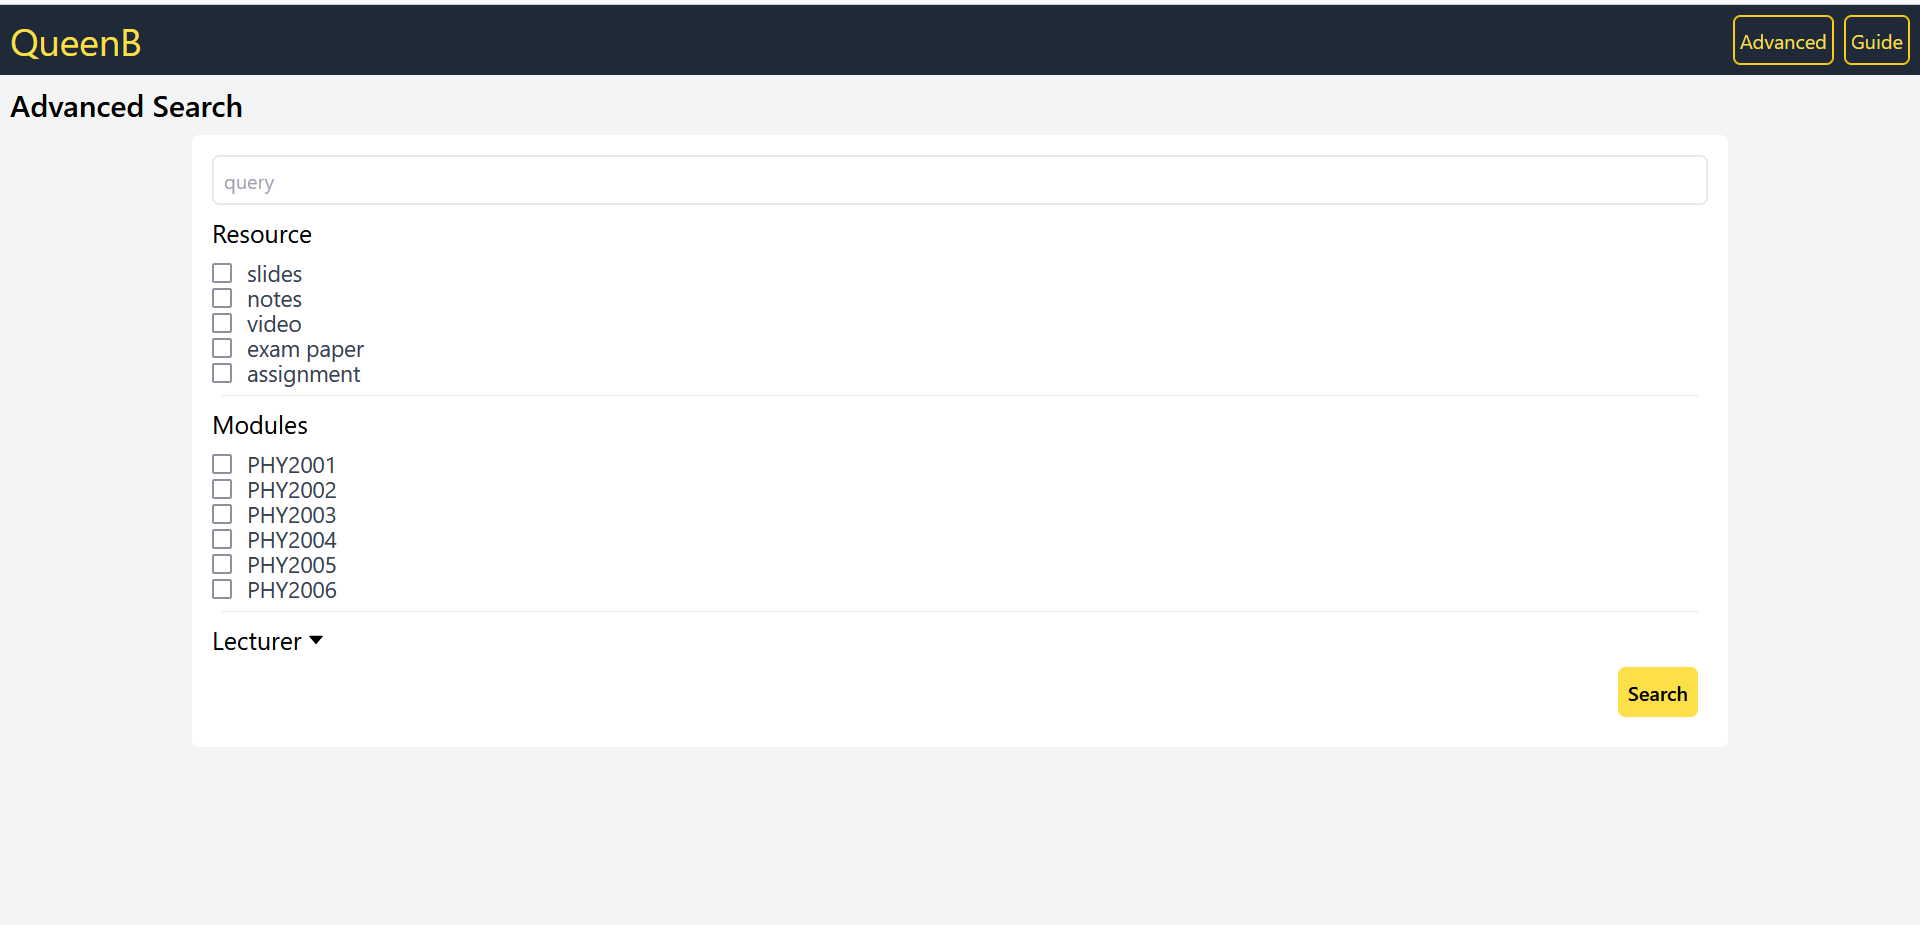 QueenB
Advanced
Guide
Advanced Search
query
Resource
slides
notes
video
exam paper
assignment
Modules
PHY2001
PHY2002
PHY2003
PHY2004
PHY2005
PHY2006
Lecturer
Search